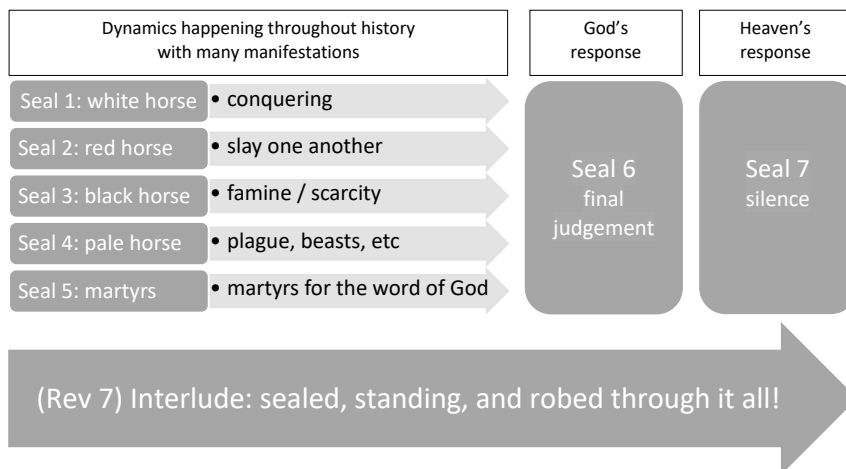 Dynamics happening throughout history
with many manifestations
God's
response
Heaven's
response
Seal 1: white horse • conquering
Seal 2: red horse • slay one another
Seal 3: black horse • famine / scarcity
Seal 4: pale horse • plague, beasts, etc
Seal 5: martyrs • martyrs for the word of God
Seal 6
final
judgement
Seal 7
silence
(Rev 7) Interlude: sealed, standing, and robed through it all!